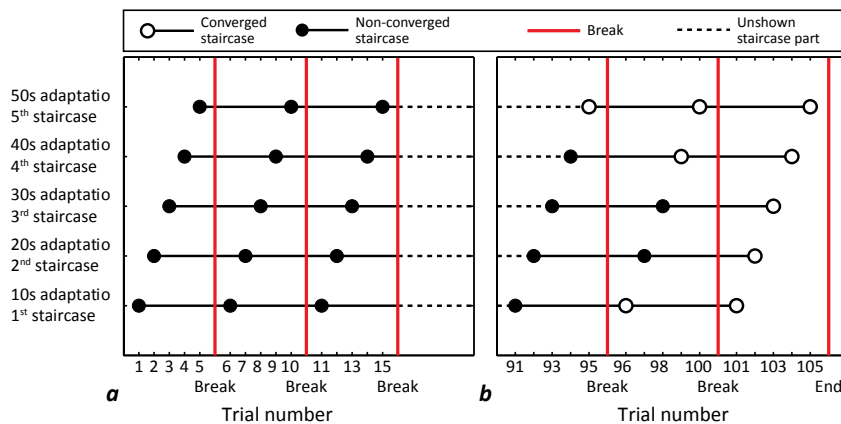 Converged
staircase
Non-converged
staircase
Break
Unshown
staircase part
50s adaptatio
5th staircase
40s adaptatio
4th staircase
30s adaptatio
3rd staircase
20s adaptatio
2nd staircase
10s adaptatio
1st staircase
1 2 3 4 5 6 7 8 9 10 11 13 15
Break Break Break
a
Trial number
91 93 95 96 98 100 101 103 105
Break Break End
b
Trial number